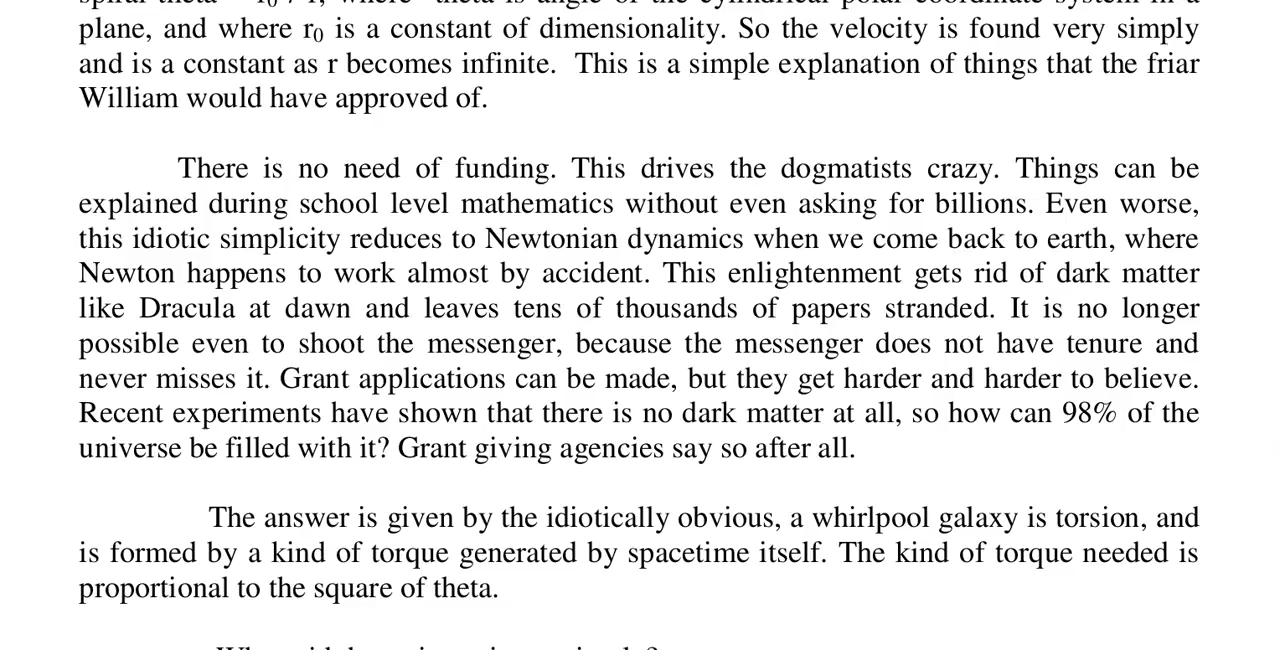 plane, and where r₀ is a constant of dimensionality. So the velocity is found very simply
and is a constant as r becomes infinite. This is a simple explanation of things that the friar
William would have approved of.
There is no need of funding. This drives the dogmatists crazy. Things can be
explained during school level mathematics without even asking for billions. Even worse,
this idiotic simplicity reduces to Newtonian dynamics when we come back to earth, where
Newton happens to work almost by accident. This enlightenment gets rid of dark matter
like Dracula at dawn and leaves tens of thousands of papers stranded. It is no longer
possible even to shoot the messenger, because the messenger does not have tenure and
never misses it. Grant applications can be made, but they get harder and harder to believe.
Recent experiments have shown that there is no dark matter at all, so how can 98% of the
universe be filled with it? Grant giving agencies say so after all.
The answer is given by the idiotically obvious, a whirlpool galaxy is torsion, and
is formed by a kind of torque generated by spacetime itself. The kind of torque needed is
proportional to the square of theta.